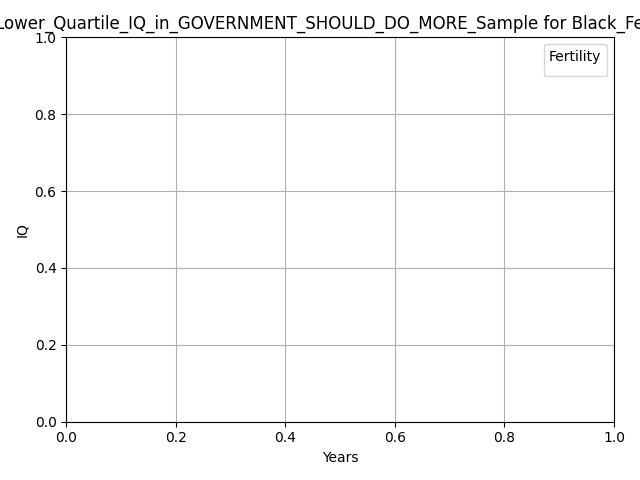 Lower_Quartile_IQ_in_GOVERNMENT_SHOULD_DO_MORE_Sample for Black_Fe
Fertility
1.0
0.8
0.6
0.4
0.2
0.0
IQ
0.0 0.2 0.4 0.6 0.8 1.0
Years